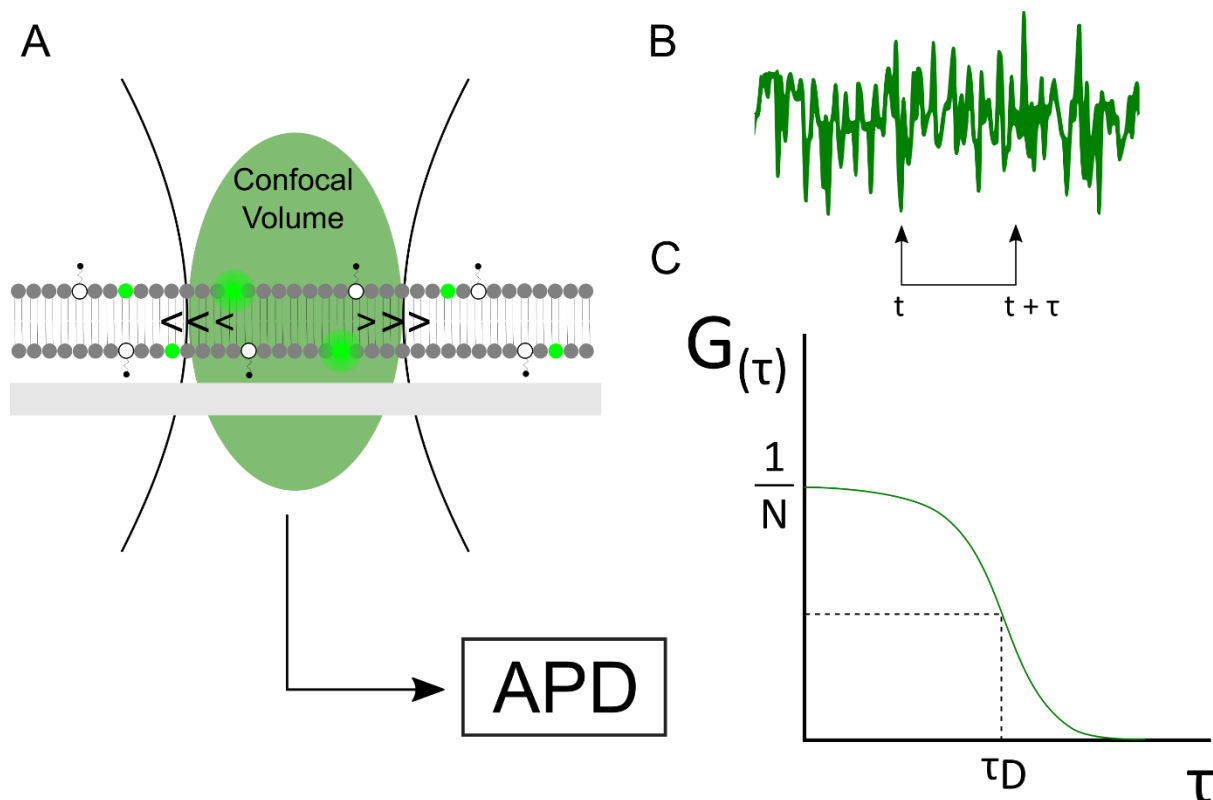 A
Confocal
Volume
<<<
>>>
APD
B
t
t + τ
C
G(τ)
1
N
τD
τ